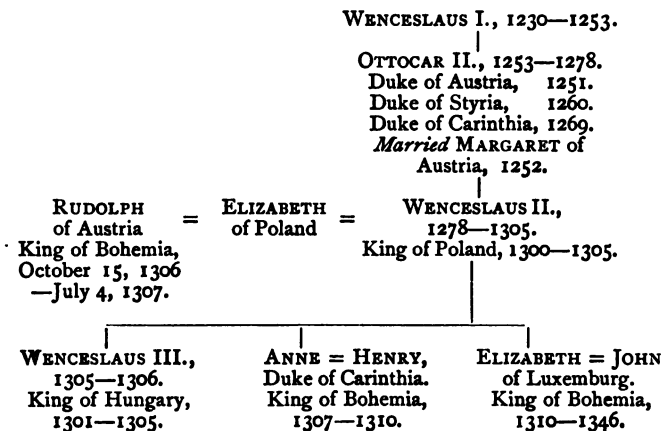 WENCESLAUS I., 1230—1253.
OTTOCAR II., 1253—1278.
Duke of Austria, 1251.
Duke of Styria, 1260.
Duke of Carinthia, 1269.
Married MARGARET of
Austria, 1252.
RUDOLPH
of Austria
King of Bohemia,
October 15, 1306
—July 4, 1307.
=
ELIZABETH
of Poland
=
WENCESLAUS II.,
1278—1305.
King of Poland, 1300—1305.
WENCESLAUS III.,
1305—1306.
King of Hungary,
1301—1305.
ANNE = HENRY,
Duke of Carinthia.
King of Bohemia,
1307—1310.
ELIZABETH = JOHN
of Luxemburg.
King of Bohemia,
1310—1346.